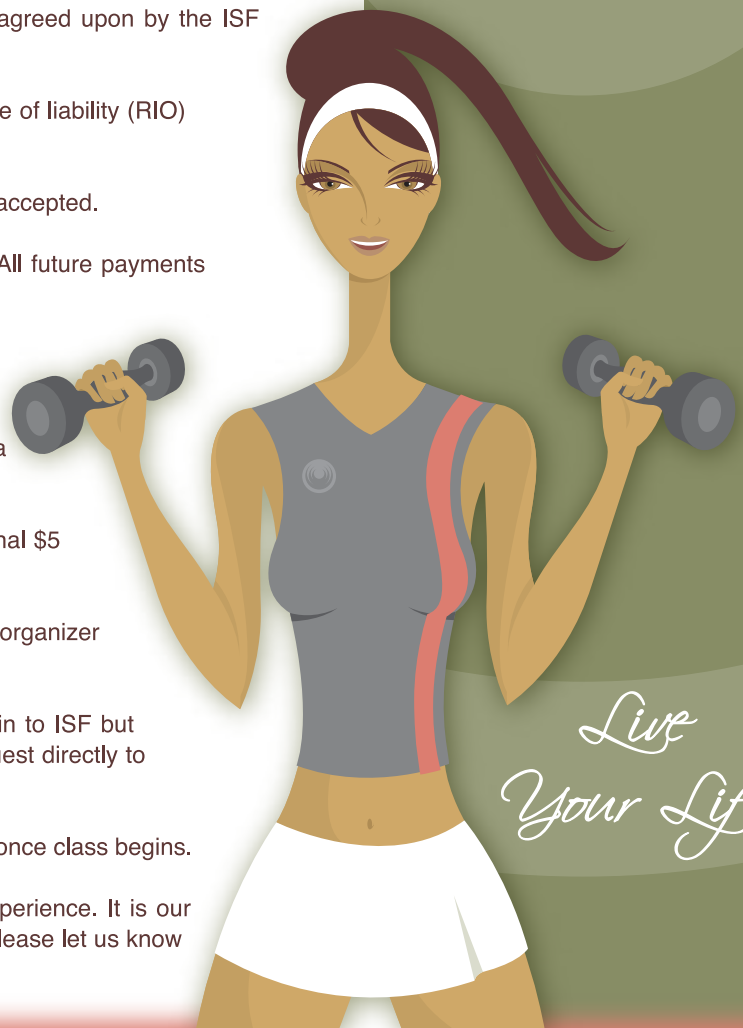 agreed upon by the ISF
e of liability (RIO)
accepted.
All future payments
a
nal $5
organizer
in to ISF but
uest directly to
once class begins.
perience. It is our
lease let us know
Live
Your Lif